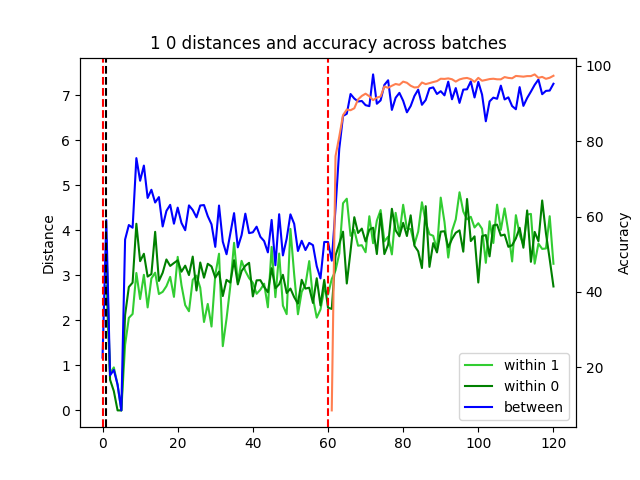 1 0 distances and accuracy across batches
Distance
7
6
5
4
3
2
1
0
100
80
60
40
20
Accuracy
within 1
within 0
between
0 20 40 60 80 100 120